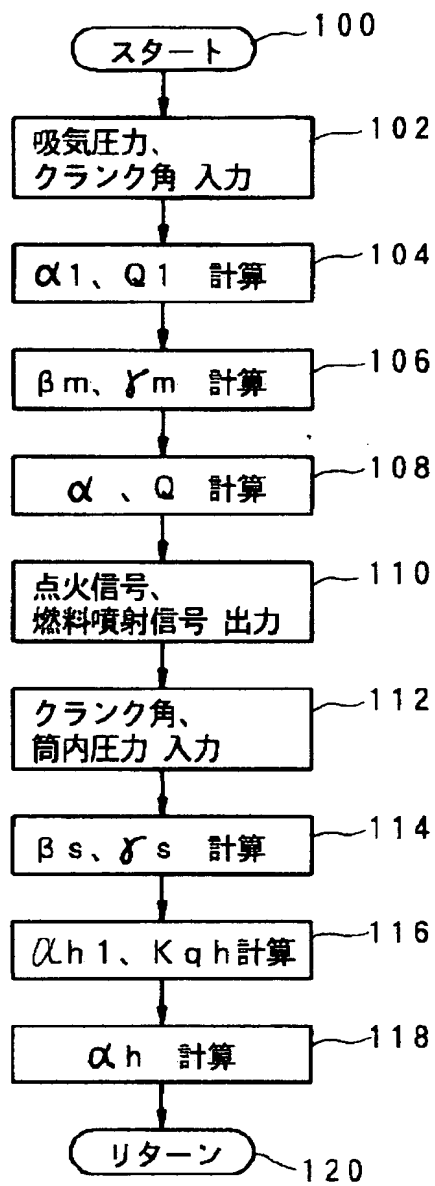 スタート
100
吸気圧力、
クランク角 入力
102
α1、Q1 計算
104
βm、γm 計算
106
α、Q 計算
108
点火信号、
燃料噴射信号 出力
110
クランク角、
筒内圧力 入力
112
βs、γs 計算
114
αh1、Kqh計算
116
αh 計算
118
リターン
120